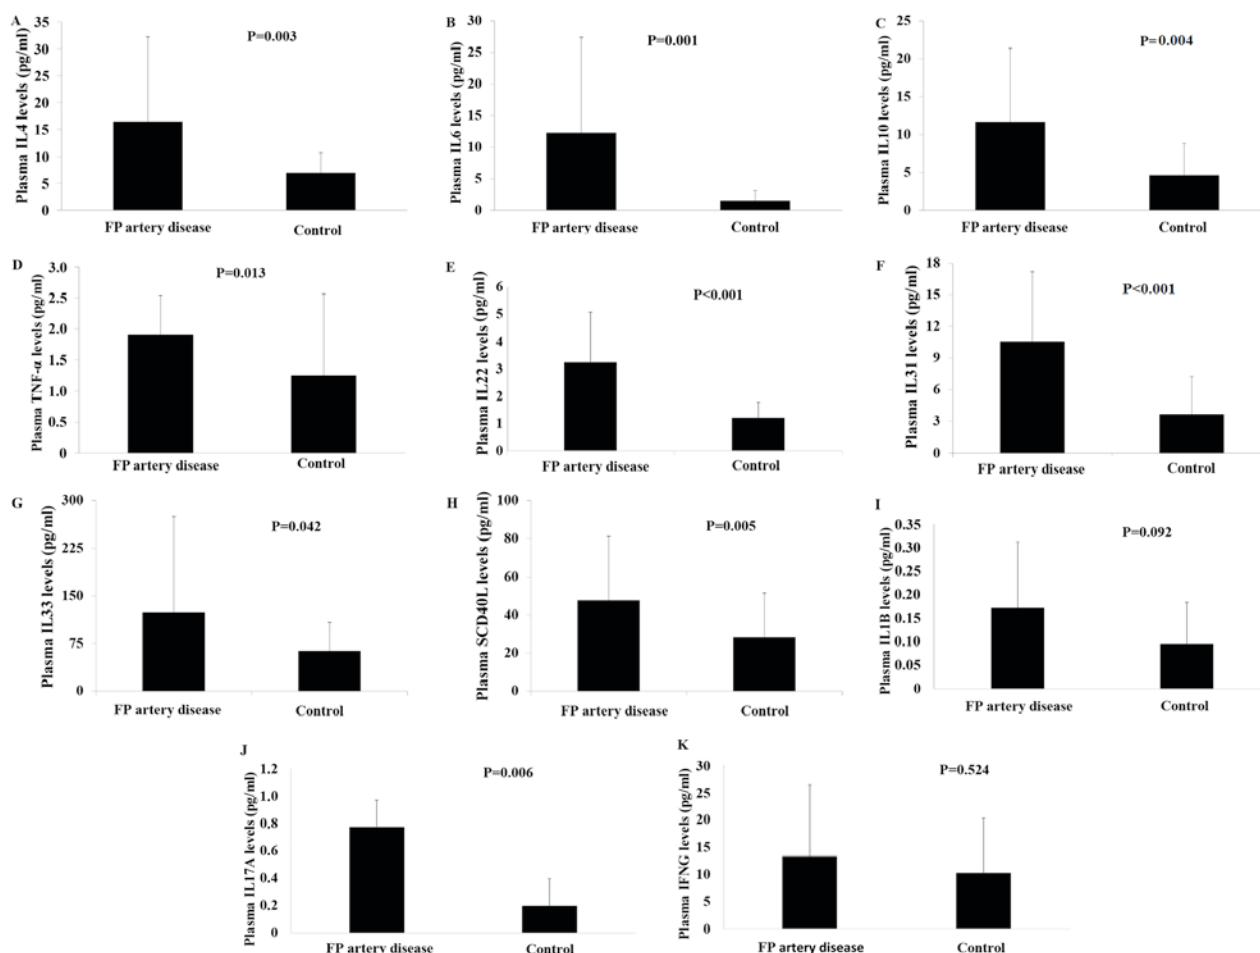 A
Plasma IL4 levels (pg/ml)
35
30
25
20
15
10
5
0
P=0.003
FP artery disease
Control
B
Plasma IL6 levels (pg/ml)
30
25
20
15
10
5
0
P=0.001
FP artery disease
Control
C
Plasma IL10 levels (pg/ml)
25
20
15
10
5
0
P=0.004
FP artery disease
Control
D
Plasma TNF-α levels (pg/ml)
3.0
2.5
2.0
1.5
1.0
0.5
0
P=0.013
FP artery disease
Control
E
Plasma IL22 levels (pg/ml)
6
5
4
3
2
1
0
P<0.001
FP artery disease
Control
F
Plasma IL31 levels (pg/ml)
18
15
12
9
6
3
0
P<0.001
FP artery disease
Control
G
Plasma IL33 levels (pg/ml)
300
225
150
75
0
P=0.042
FP artery disease
Control
H
Plasma SCD40L levels (pg/ml)
100
80
60
40
20
0
P=0.005
FP artery disease
Control
I
Plasma IL1B levels (pg/ml)
0.35
0.30
0.25
0.20
0.15
0.10
0.05
0
P=0.092
FP artery disease
Control
J
Plasma IL17A levels (pg/ml)
1.2
1.0
0.8
0.6
0.4
0.2
0
P=0.006
FP artery disease
Control
K
Plasma IFNG levels (pg/ml)
30
25
20
15
10
5
0
P=0.524
FP artery disease
Control